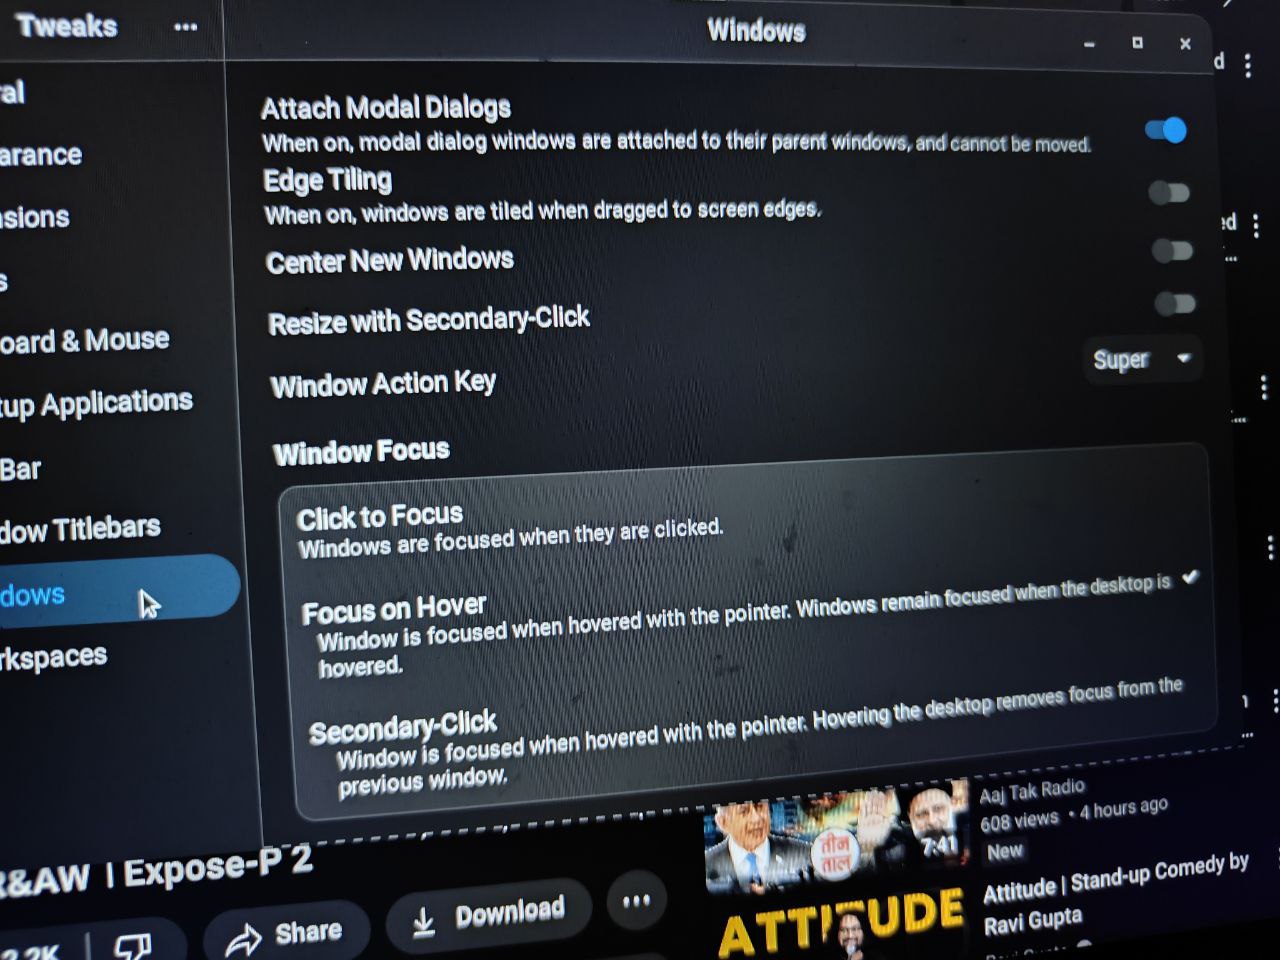 Tweaks
Windows
Attach Modal Dialogs
When on, modal dialog windows are attached to their parent windows, and cannot be moved.
Edge Tiling
When on, windows are tiled when dragged to screen edges.
Center New Windows
Resize with Secondary-Click
Window Action Key
Super
Window Focus
Click to Focus
Windows are focused when they are clicked.
Focus on Hover
Window is focused when hovered with the pointer. Windows remain focused when the desktop is
hovered.
Secondary-Click
Window is focused when hovered with the pointer. Hovering the desktop removes focus from the
previous window.
ral
arance
nsions
s
oard & Mouse
tup Applications
Bar
dow Titlebars
dows
rkspaces
R&AW | Expose-P 2
2.2K
Share
Download
तीन
ताल
7:41
Aaj Tak Radio
608 views • 4 hours ago
New
ATTITUDE
Attitude | Stand-up Comedy by
Ravi Gupta